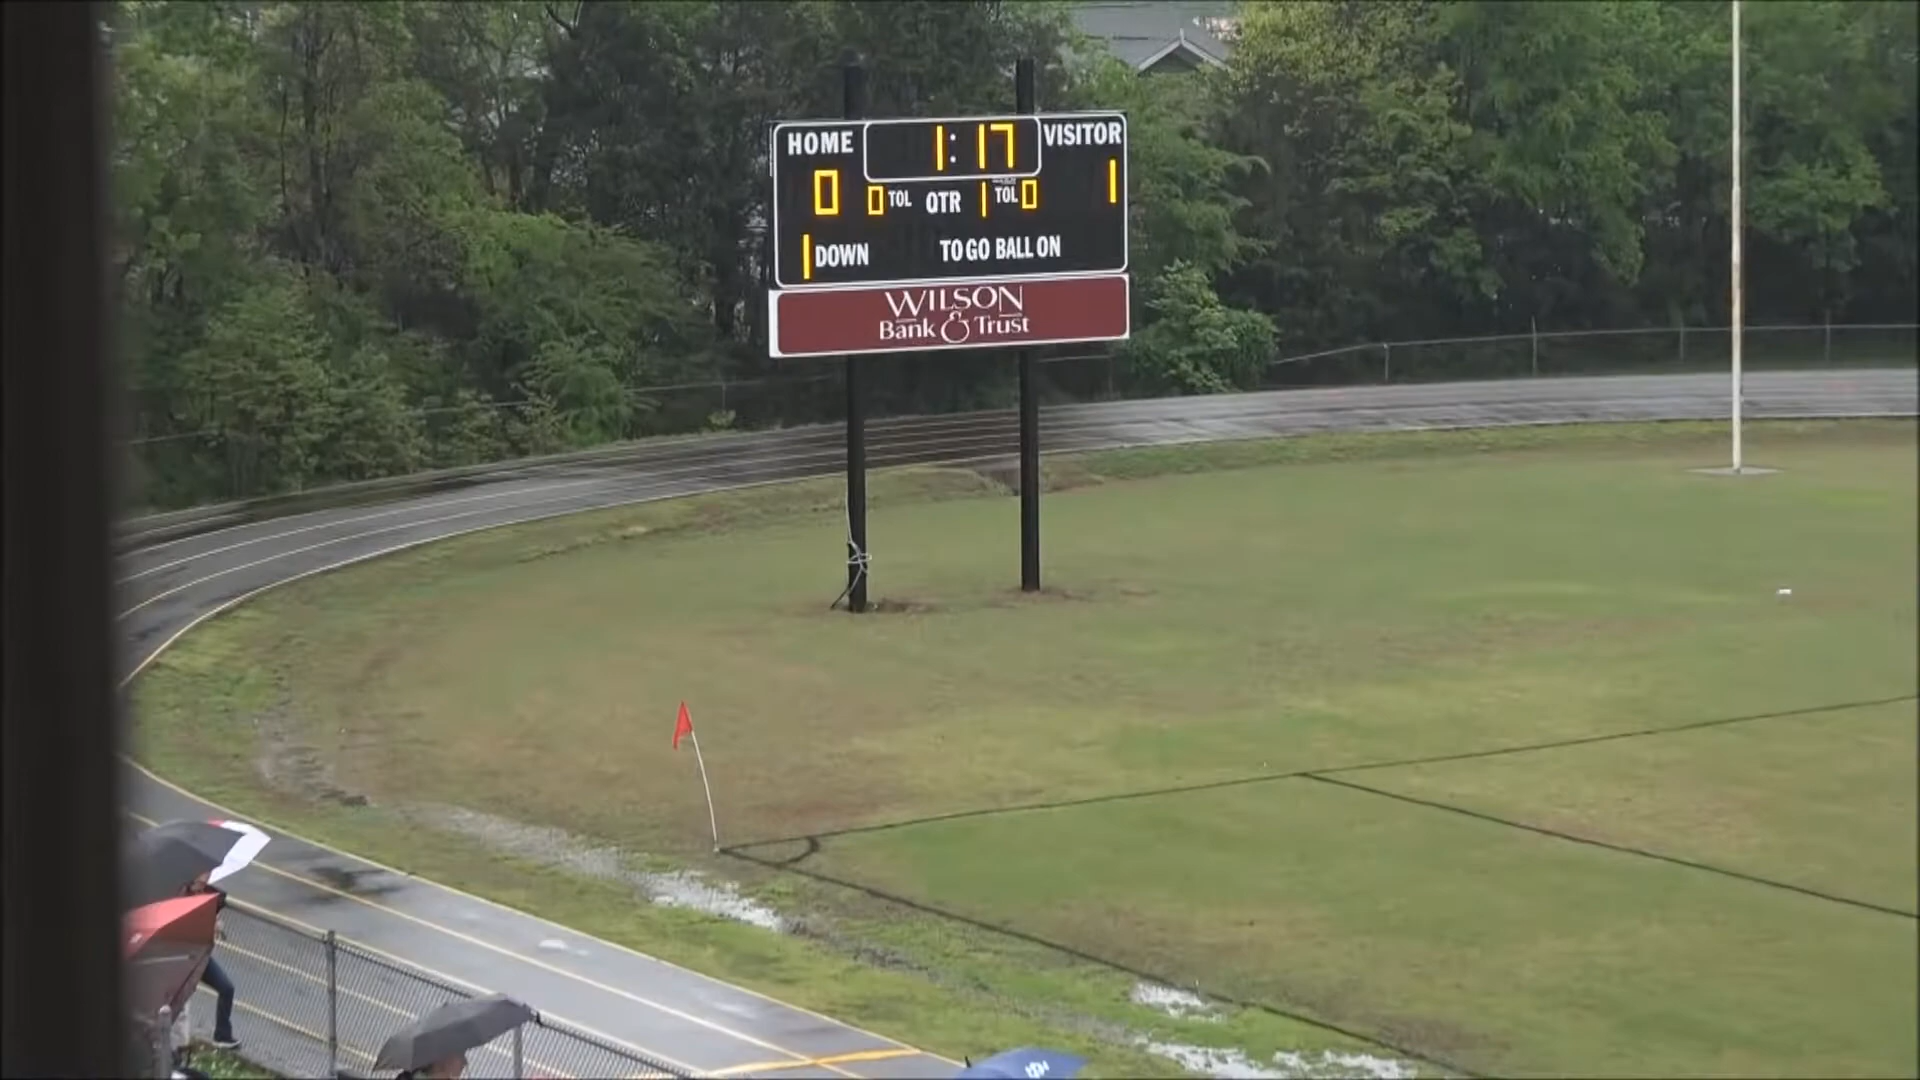 HOME 1:17 VISITOR
0 0 TOL QTR 1 TOL 0 1
1 DOWN TO GO BALL ON
WILSON
Bank & Trust